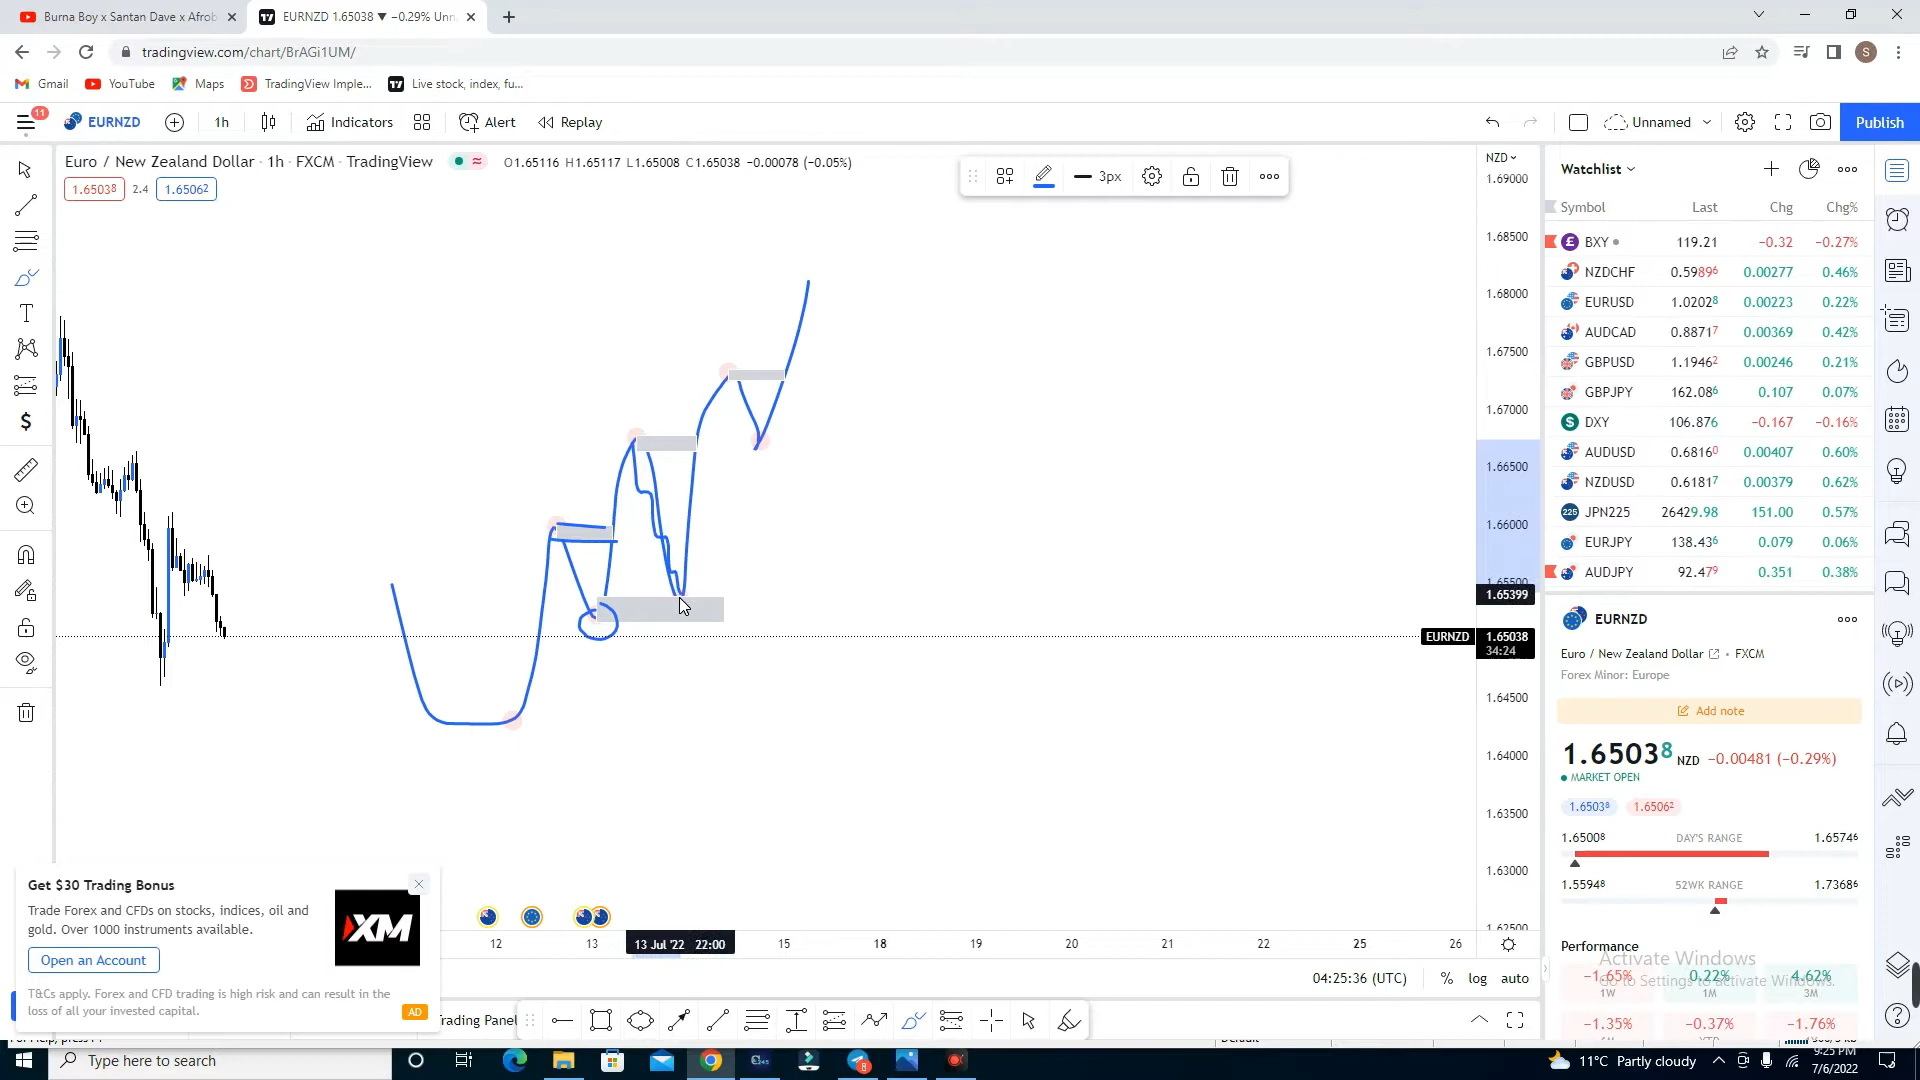 Burna Boy x Santan Dave x Afrob
EURNZD 1.65038 ▼ −0.29% Unn
tradingview.com/chart/BrAGi1UM/
Gmail YouTube Maps TradingView Imple... Live stock, index, fu...
11
EURNZD 1h Indicators Alert Replay Unnamed Publish
Euro / New Zealand Dollar · 1h · FXCM · TradingView O1.65116 H1.65117 L1.65008 C1.65038 −0.00078 (−0.05%)
1.65038 2.4 1.65062
3px
NZD
1.69000
1.68500
1.68000
1.67500
1.67000
1.66500
1.66000
1.65500
1.65399
EURNZD 1.65038
34:24
1.64500
1.64000
1.63500
1.63000
1.62500
12 13 13 Jul '22 22:00 15 18 19 20 21 22 25 26
04:25:36 (UTC) % log auto
Watchlist
Symbol Last Chg Chg%
BXY 119.21 −0.32 −0.27%
NZDCHF 0.59896 0.00277 0.46%
EURUSD 1.02028 0.00223 0.22%
AUDCAD 0.88717 0.00369 0.42%
GBPUSD 1.19462 0.00246 0.21%
GBPJPY 162.086 0.107 0.07%
DXY 106.876 −0.167 −0.16%
AUDUSD 0.68160 0.00407 0.60%
NZDUSD 0.61817 0.00379 0.62%
225 JPN225 26429.98 151.00 0.57%
EURJPY 138.436 0.079 0.06%
AUDJPY 92.479 0.351 0.38%
EURNZD
Euro / New Zealand Dollar • FXCM
Forex Minor: Europe
Add note
1.65038 NZD −0.00481 (−0.29%)
MARKET OPEN
1.65038 1.65062
1.65008 DAY'S RANGE 1.65746
1.55948 52WK RANGE 1.73686
Performance
Activate Windows
Go to Settings to activate Windows.
−1.65% 0.22% 4.62%
1W 1M 3M
−1.35% −0.37% −1.76%
Get $30 Trading Bonus
Trade Forex and CFDs on stocks, indices, oil and
gold. Over 1000 instruments available.
XM
Open an Account
T&Cs apply. Forex and CFD trading is high risk and can result in the
loss of all your invested capital.
AD
Trading Panel
Type here to search
11°C Partly cloudy
9:25 PM
7/6/2022